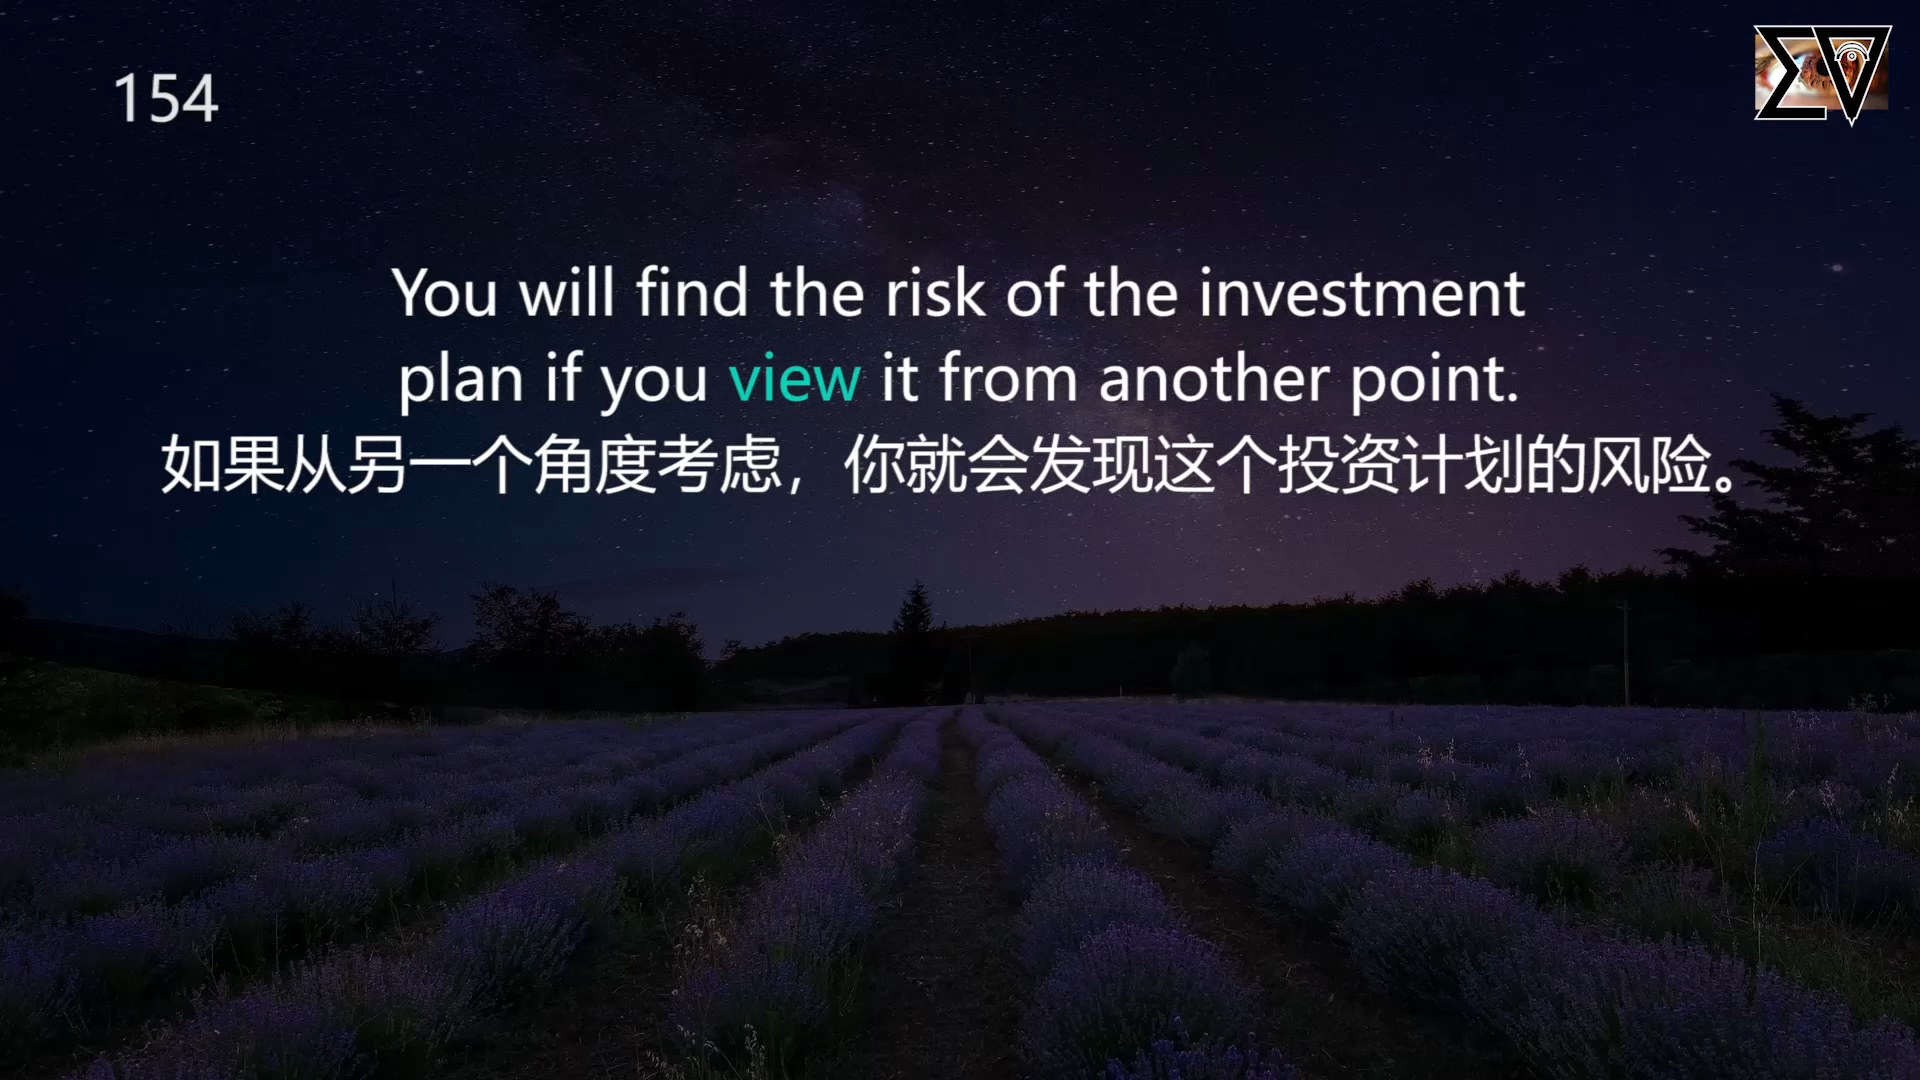 154
You will find the risk of the investment
plan if you view it from another point.
如果从另一个角度考虑，你就会发现这个投资计划的风险。